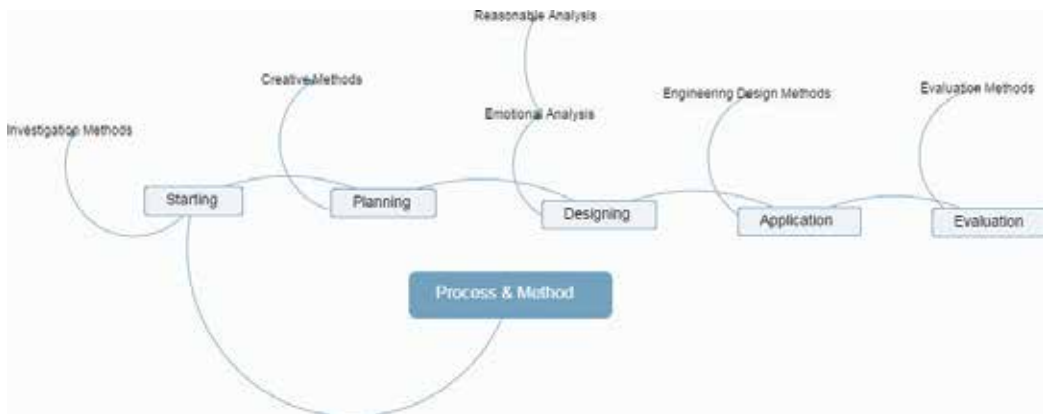 Reasonable Analysis
Creative Methods
Engineering Design Methods
Evaluation Methods
Emotional Analysis
Investigation Methods
Starting
Planning
Designing
Application
Evaluation
Process & Method